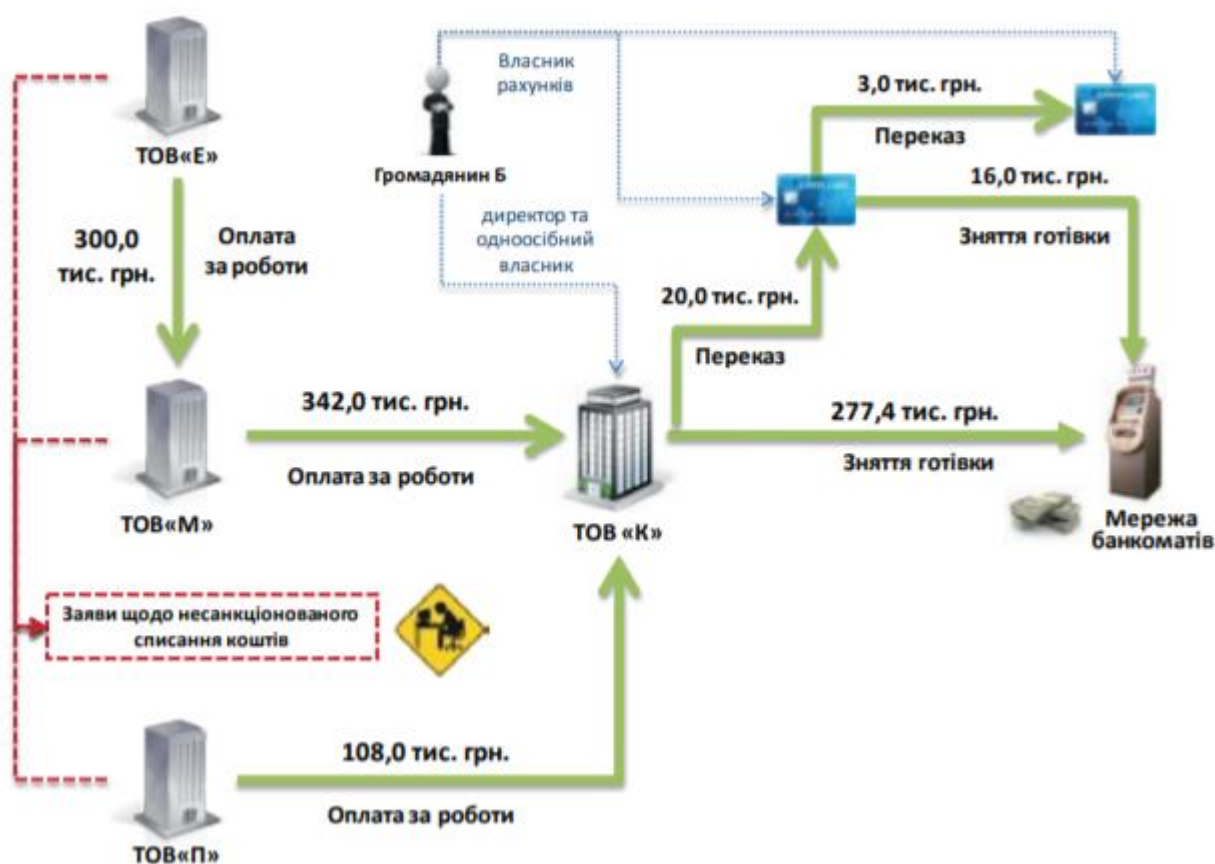 Власник
рахунків
3,0 тис. грн.
Переказ
ТОВ«Е»
Громадянин Б
16,0 тис. грн.
Зняття готівки
300,0
тис. грн.
Оплата
за роботи
директор та
одноосібний
власник
20,0 тис. грн.
Переказ
342,0 тис. грн.
Оплата за роботи
277,4 тис. грн.
Зняття готівки
ТОВ«М»
ТОВ «К»
Мережа
банкоматів
Заяви щодо несанкціонованого
списання коштів
108,0 тис. грн.
Оплата за роботи
ТОВ«П»